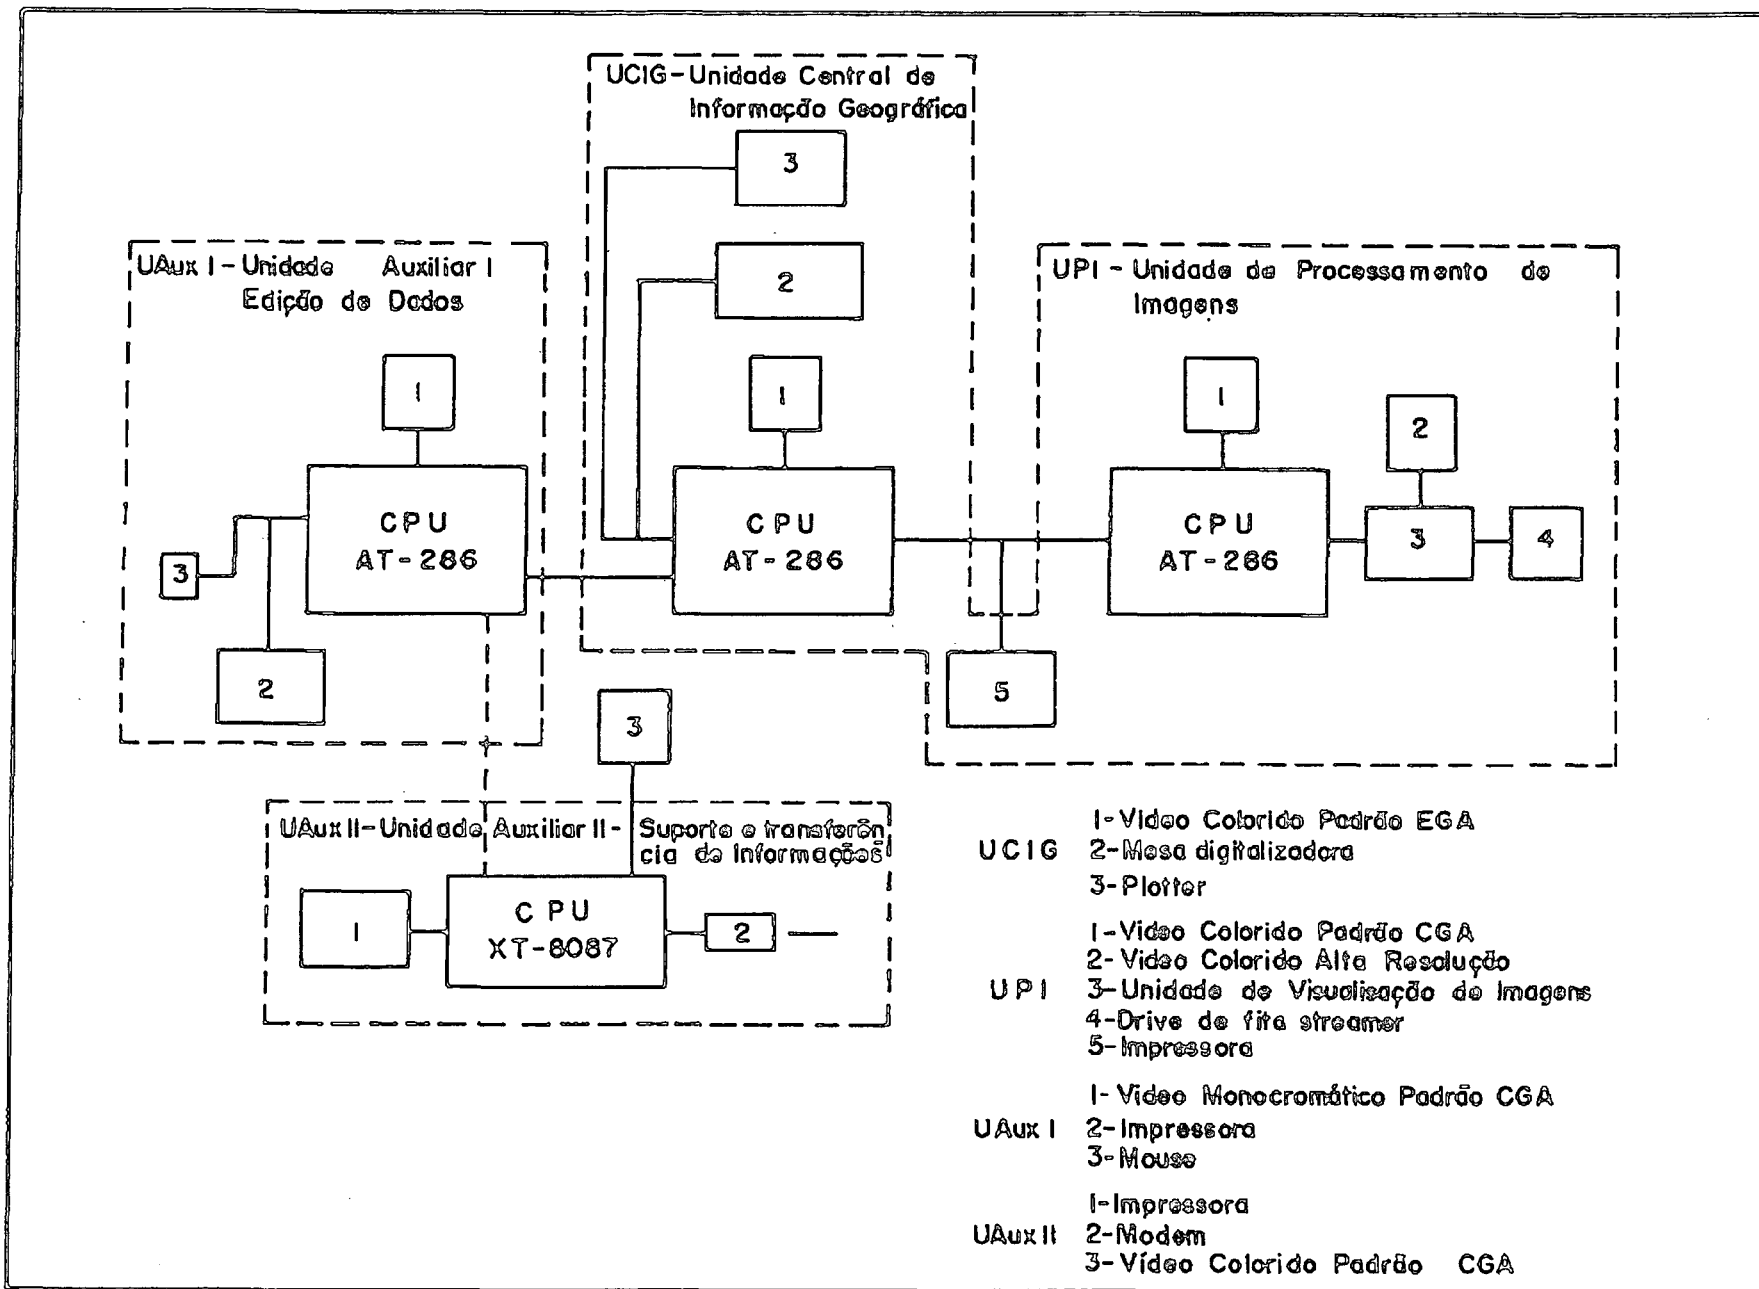 UCIG-Unidade Central de
Informação Geográfica
3
2
1
CPU
AT-286
UAux I-Unidade Auxiliar I
Edição de Dados
1
CPU
AT-286
3
2
UPI - Unidade de Processamento de
Imagens
1
2
CPU
AT-286
3
4
5
3
UAux II-Unidade Auxiliar II- Suporte e transferên
cia de Informações
1
CPU
XT-8087
2
UCIG
1-Video Colorido Padrão EGA
2-Mesa digitalizadora
3-Plotter
UPI
1-Video Colorido Padrão CGA
2-Video Colorido Alta Resolução
3-Unidade de Visualisação de Imagens
4-Drive de fita streamer
5-Impressora
UAux I
1-Video Monocromático Padrão CGA
2-Impressora
3-Mouse
UAux II
1-Impressora
2-Modem
3-Vídeo Colorido Padrão CGA